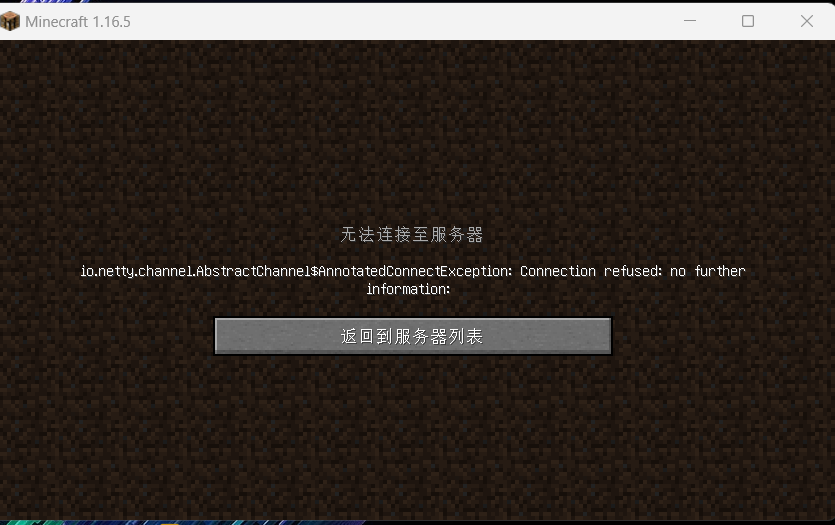 Minecraft 1.16.5
无法连接至服务器
io.netty.channel.AbstractChannel$AnnotatedConnectException: Connection refused: no further
information:
返回到服务器列表